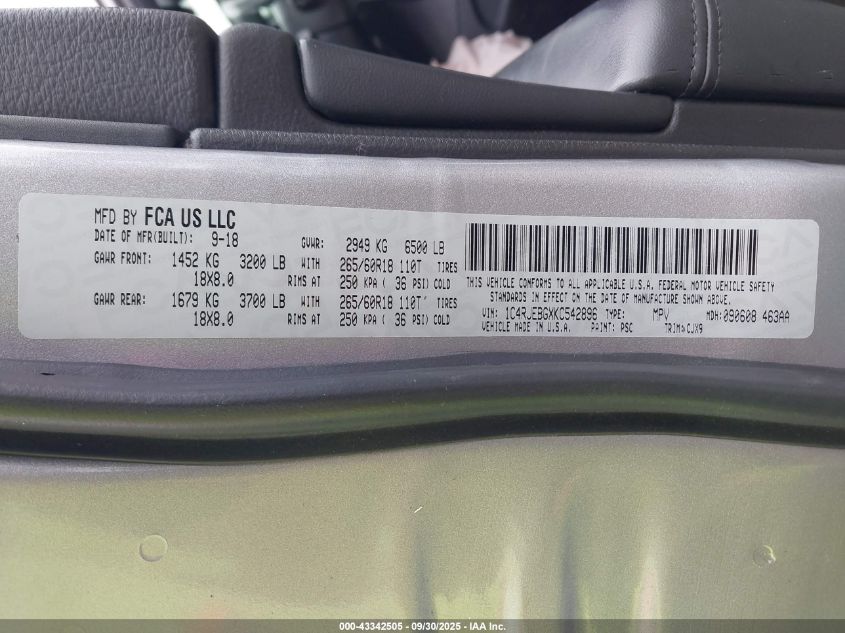 MFD BY FCA US LLC
DATE OF MFR(BUILT): 9-18 GVWR: 2949 KG 6500 LB
GAWR FRONT: 1452 KG 3200 LB WITH 265/60R18 110T TIRES
18X8.0 RIMS AT 250 KPA ( 36 PSI) COLD
GAWR REAR: 1679 KG 3700 LB WITH 265/60R18 110T TIRES
18X8.0 RIMS AT 250 KPA ( 36 PSI) COLD
THIS VEHICLE CONFORMS TO ALL APPLICABLE U.S.A. FEDERAL MOTOR VEHICLE SAFETY
STANDARDS IN EFFECT ON THE DATE OF MANUFACTURE SHOWN ABOVE.
VIN: 1C4RJEBGXKC542896 TYPE: MPV MDH: 090608 463AA
VEHICLE MADE IN U.S.A. PAINT: PSC TRIM: CJX9
000-43342505 - 09/30/2025 - IAA Inc.